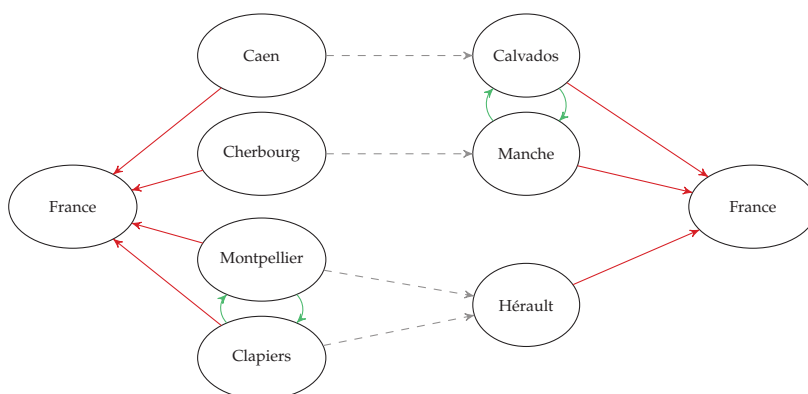 Caen
Calvados
Cherbourg
Manche
France
France
Montpellier
Hérault
Clapiers